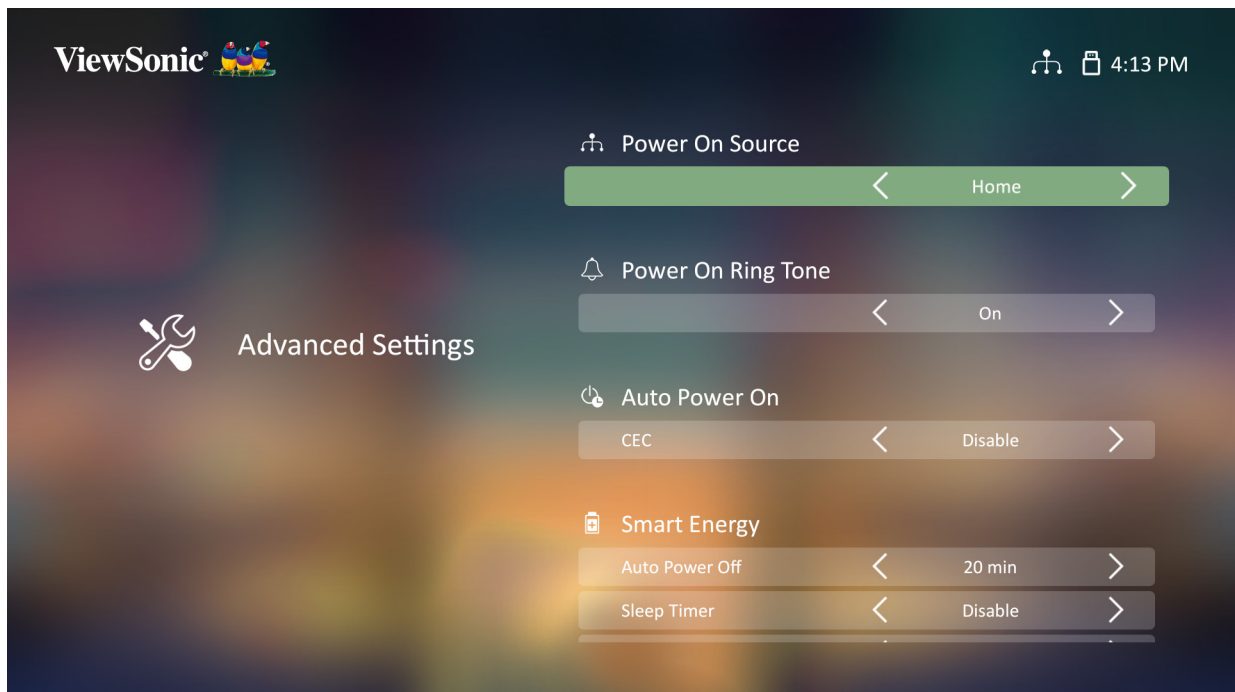 ViewSonic®
4:13 PM
Power On Source
Home
Power On Ring Tone
On
Advanced Settings
Auto Power On
CEC Disable
Smart Energy
Auto Power Off 20 min
Sleep Timer Disable